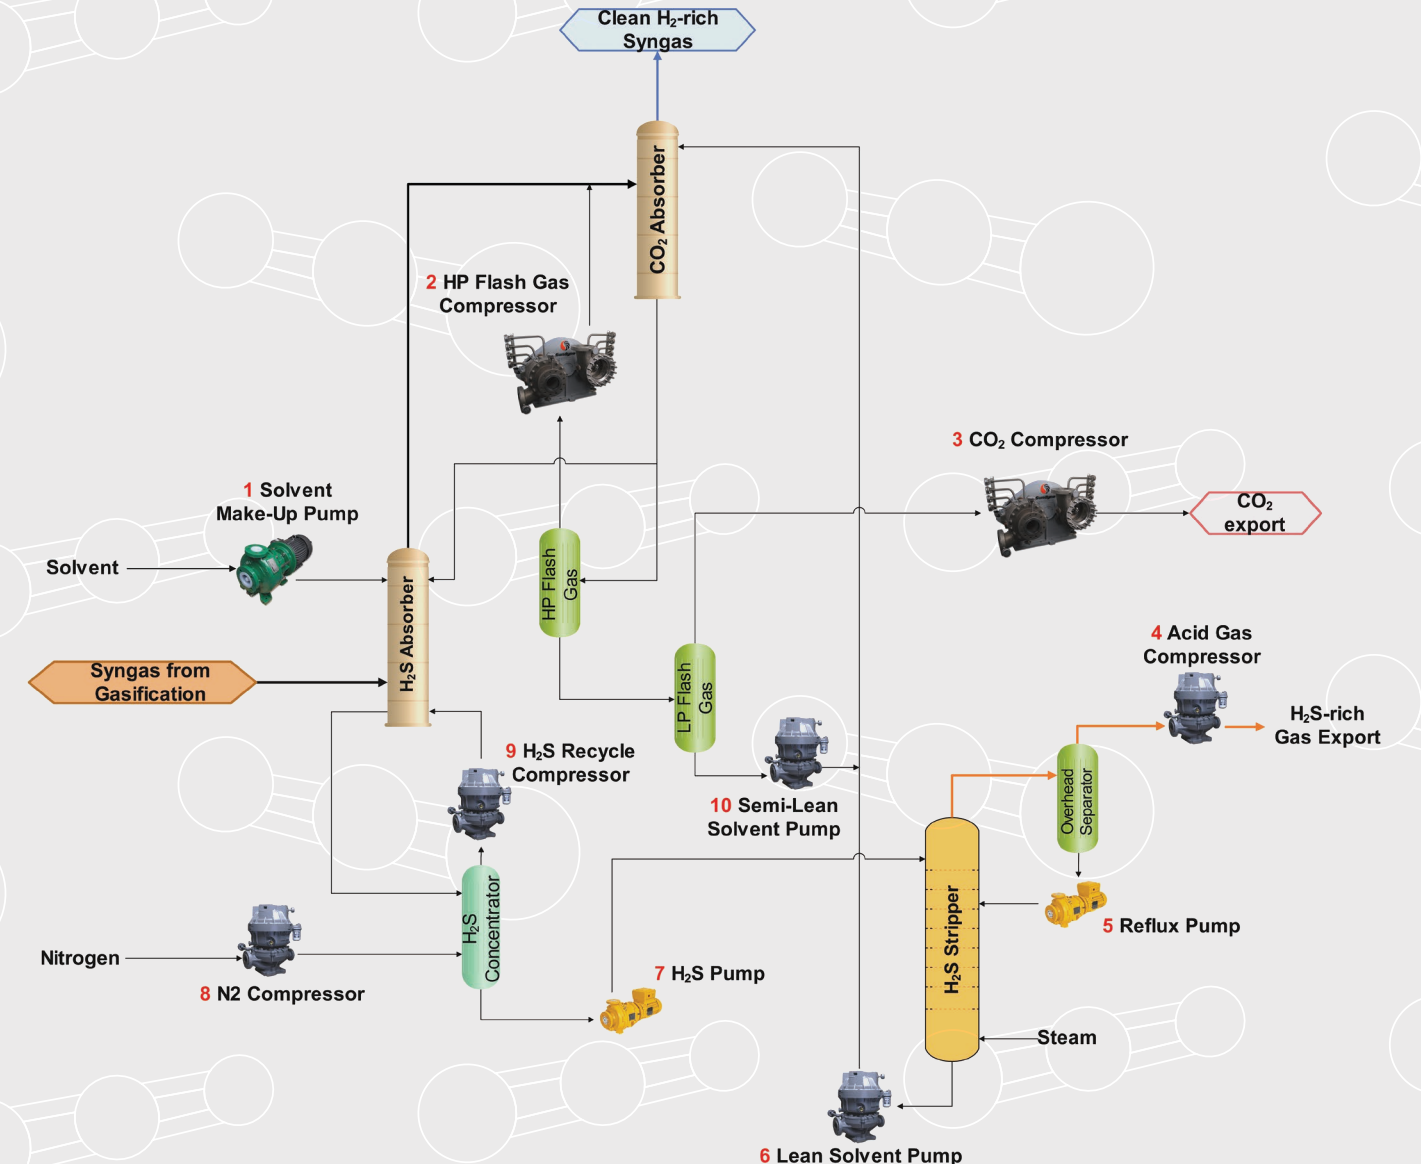 Clean H₂-rich
Syngas
CO₂ Absorber
2 HP Flash Gas
Compressor
3 CO₂ Compressor
CO₂
export
1 Solvent
Make-Up Pump
Solvent
HP Flash
Gas
H₂S Absorber
Syngas from
Gasification
LP Flash
Gas
4 Acid Gas
Compressor
H₂S-rich
Gas Export
9 H₂S Recycle
Compressor
10 Semi-Lean
Solvent Pump
Overhead
Separator
H₂S
Concentrator
H₂S Stripper
5 Reflux Pump
Nitrogen
8 N2 Compressor
7 H₂S Pump
Steam
6 Lean Solvent Pump